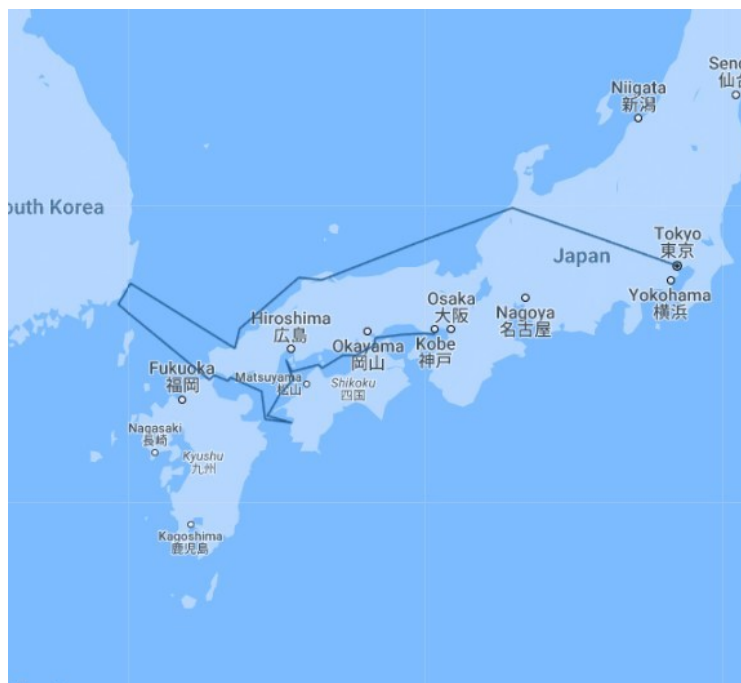 Send
仙台
Niigata
新潟
outh Korea
Tokyo
東京
Japan
Yokohama
横浜
Osaka
大阪
Nagoya
名古屋
Hiroshima
広島
Okayama
岡山
Kobe
神戸
Fukuoka
福岡
Matsuyama
松山
Shikoku
四国
Nagasaki
長崎
Kyushu
九州
Kagoshima
鹿児島